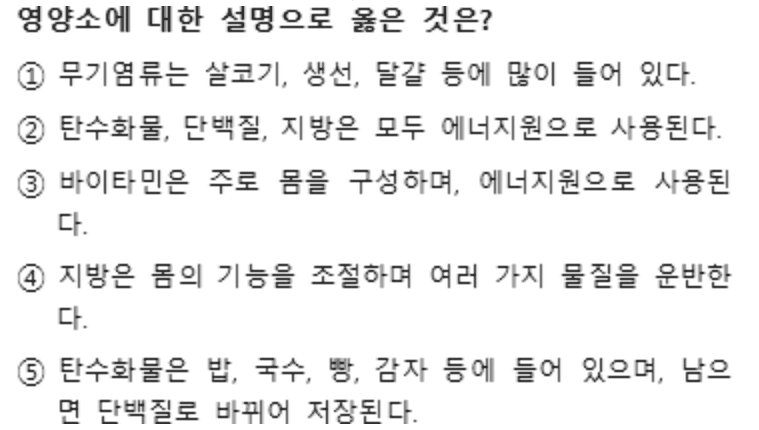 영양소에 대한 설명으로 옳은 것은?
① 무기염류는 살코기, 생선, 달걀 등에 많이 들어 있다.
② 탄수화물, 단백질, 지방은 모두 에너지원으로 사용된다.
③ 바이타민은 주로 몸을 구성하며, 에너지원으로 사용된
다.
④ 지방은 몸의 기능을 조절하며 여러 가지 물질을 운반한
다.
⑤ 탄수화물은 밥, 국수, 빵, 감자 등에 들어 있으며, 남으
면 단백질로 바뀌어 저장된다.